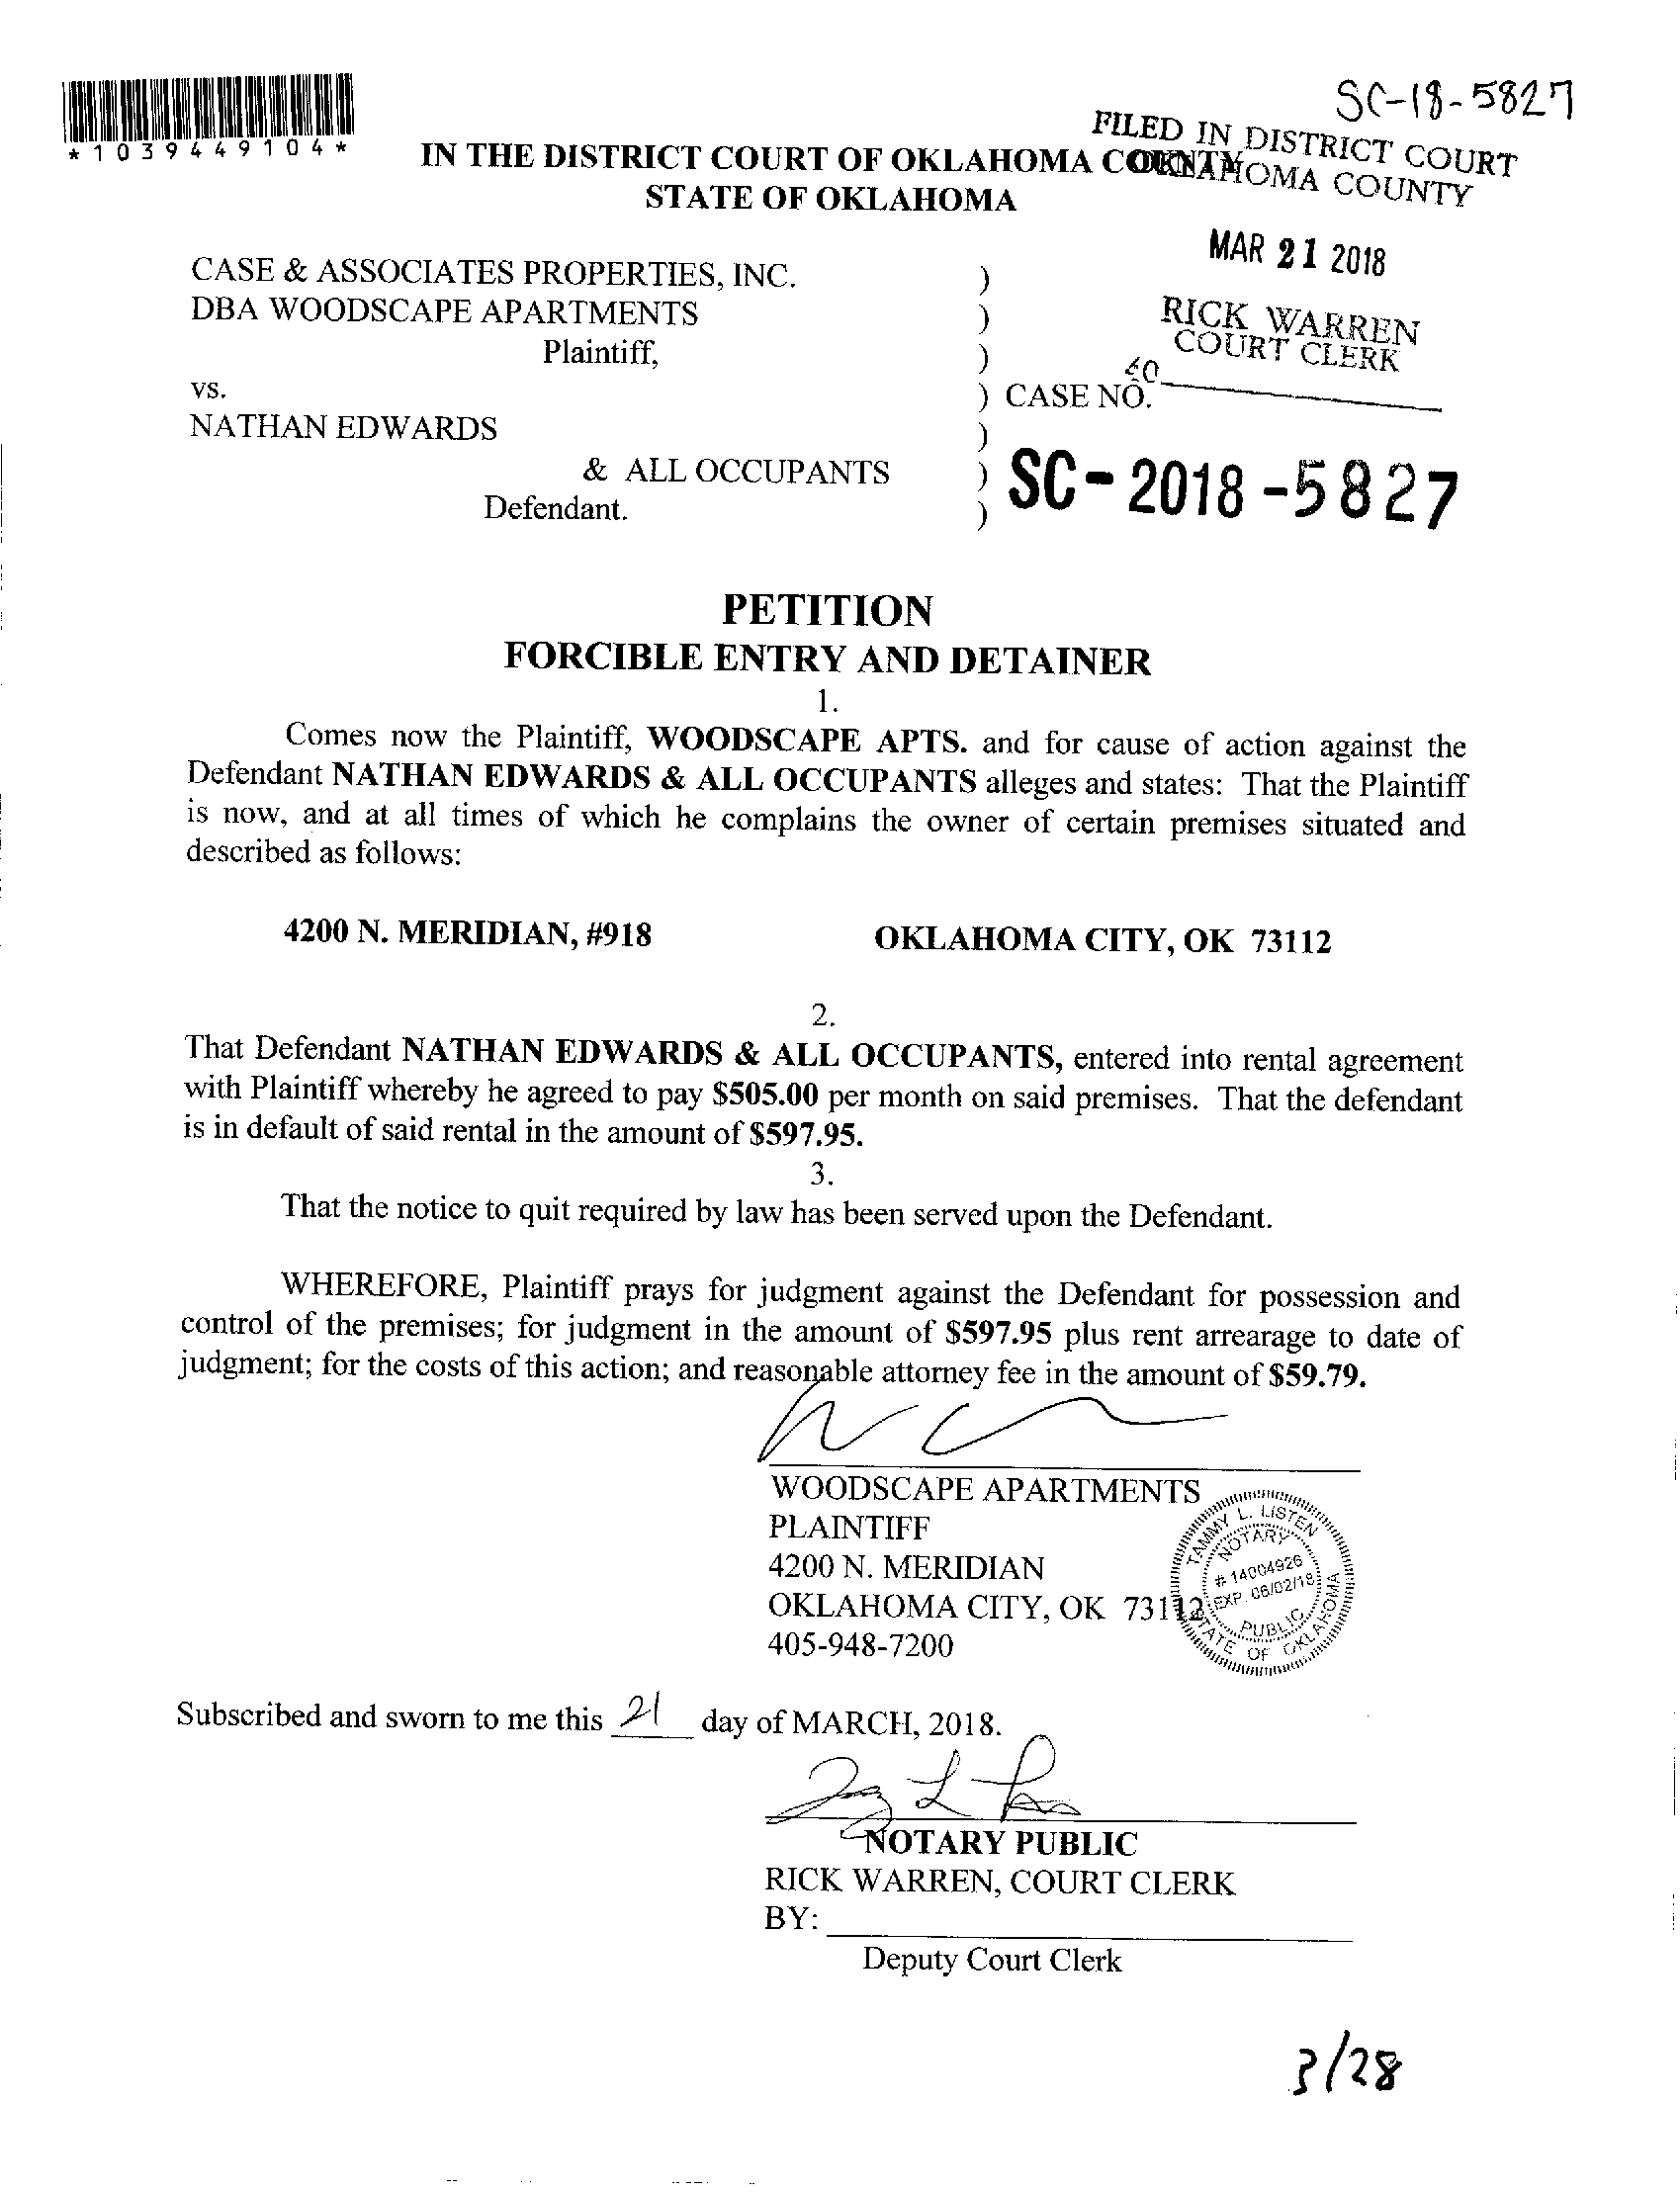 SC-18-5827
*1039449104*
FILED IN DISTRICT COURT
OKLAHOMA COUNTY
IN THE DISTRICT COURT OF OKLAHOMA COUNTY
STATE OF OKLAHOMA
MAR 21 2018
RICK WARREN
COURT CLERK
CASE & ASSOCIATES PROPERTIES, INC. )
DBA WOODSCAPE APARTMENTS )
Plaintiff, )
vs. ) CASE NO.
NATHAN EDWARDS )
& ALL OCCUPANTS ) SC-2018-5827
Defendant. )
PETITION
FORCIBLE ENTRY AND DETAINER
1.
Comes now the Plaintiff, WOODSCAPE APTS. and for cause of action against the
Defendant NATHAN EDWARDS & ALL OCCUPANTS alleges and states: That the Plaintiff
is now, and at all times of which he complains the owner of certain premises situated and
described as follows:
4200 N. MERIDIAN, #918 OKLAHOMA CITY, OK 73112
2.
That Defendant NATHAN EDWARDS & ALL OCCUPANTS, entered into rental agreement
with Plaintiff whereby he agreed to pay $505.00 per month on said premises. That the defendant
is in default of said rental in the amount of $597.95.
3.
That the notice to quit required by law has been served upon the Defendant.
WHEREFORE, Plaintiff prays for judgment against the Defendant for possession and
control of the premises; for judgment in the amount of $597.95 plus rent arrearage to date of
judgment; for the costs of this action; and reasonable attorney fee in the amount of $59.79.
WOODSCAPE APARTMENTS
PLAINTIFF
4200 N. MERIDIAN
OKLAHOMA CITY, OK 73112
405-948-7200
TAMMY L. LISTEN
NOTARY
# 14004926
EXP. 06/02/18
PUBLIC
STATE OF OKLAHOMA
Subscribed and sworn to me this 21 day of MARCH, 2018.
NOTARY PUBLIC
RICK WARREN, COURT CLERK
BY:
Deputy Court Clerk
3/28